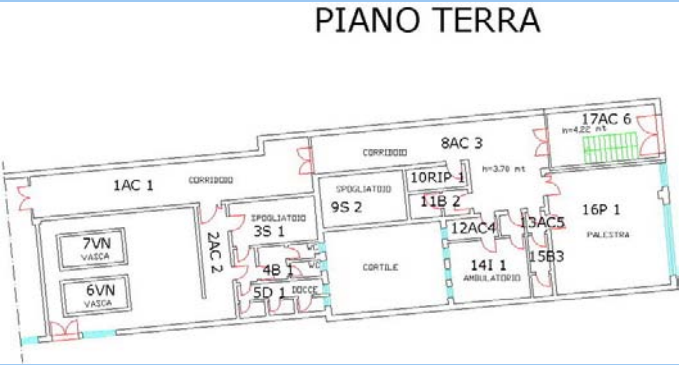 PIANO TERRA
17AC 6
h=4.22 mt
8AC 3
CORRIDOIO
h=3.70 mt
10RIP 1
1AC 1
CORRIDOIO
SPOGLIATOIO
9S 2
11B 2
16P 1
PALESTRA
SPOGLIATOIO
3S 1
2AC 2
12AC4
13AC5
7VN
VASCA
4B 1
WC
WC
CORTILE
14I 1
AMBULATORIO
15B3
6VN
VASCA
5D 1
DOCCE